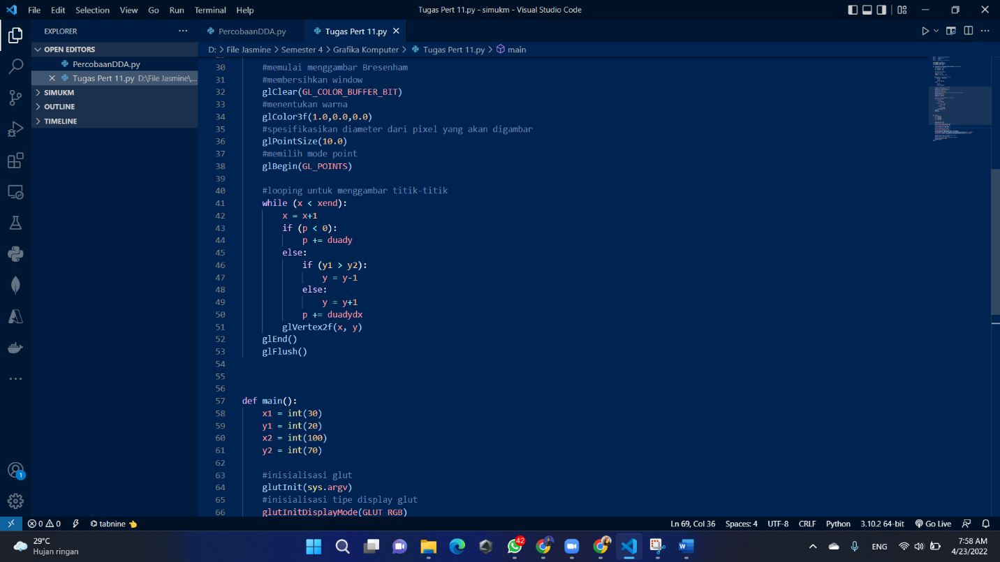 File Edit Selection View Go Run Terminal Help
Tugas Pert 11.py - simukm - Visual Studio Code
EXPLORER
PercobaanDDA.py
Tugas Pert 11.py
OPEN EDITORS
PercobaanDDA.py
Tugas Pert 11.py D:\File Jasmine\,...
SIMUKM
OUTLINE
TIMELINE
D: > File Jasmine > Semester 4 > Grafika Komputer > Tugas Pert 11.py > main
30 #memulai menggambar Bresenham
31 #membersihkan window
32 glClear(GL_COLOR_BUFFER_BIT)
33 #menentukan warna
34 glColor3f(1.0,0.0,0.0)
35 #spesifikasikan diameter dari pixel yang akan digambar
36 glPointSize(10.0)
37 #memilih mode point
38 glBegin(GL_POINTS)
39
40 #looping untuk menggambar titik-titik
41 while (x < xend):
42 x = x+1
43 if (p < 0):
44 p += duady
45 else:
46 if (y1 > y2):
47 y = y-1
48 else:
49 y = y+1
50 p += duadydx
51 glVertex2f(x, y)
52 glEnd()
53 glFlush()
54
55
56
57 def main():
58 x1 = int(30)
59 y1 = int(20)
60 x2 = int(100)
61 y2 = int(70)
62
63 #inisialisasi glut
64 glutInit(sys.argv)
65 #inisialisasi tipe display glut
66 glutInitDisplayMode(GLUT_RGB)
1
0 0 tabnine
Ln 69, Col 36 Spaces: 4 UTF-8 CRLF Python 3.10.2 64-bit Go Live
29°C
Hujan ringan
42
ENG
7:58 AM
4/23/2022